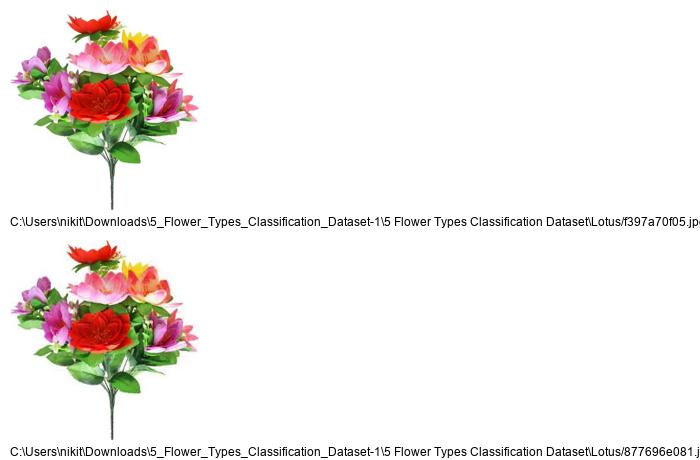 C:\Users\nikit\Downloads\5_Flower_Types_Classification_Dataset-1\5 Flower Types Classification Dataset\Lotus/f397a70f05.jp
C:\Users\nikit\Downloads\5_Flower_Types_Classification_Dataset-1\5 Flower Types Classification Dataset\Lotus/877696e081.j